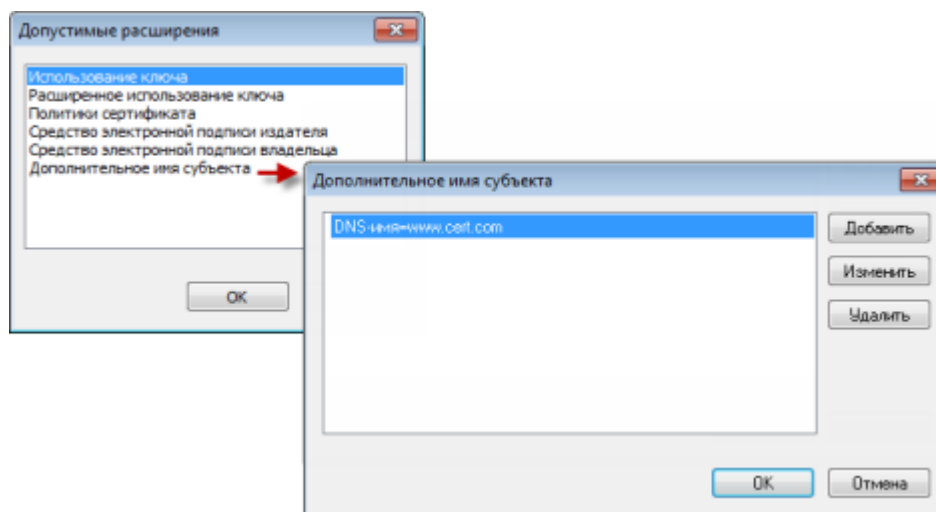 Допустимые расширения
Использование ключа
Расширенное использование ключа
Политики сертификата
Средство электронной подписи издателя
Средство электронной подписи владельца
Дополнительное имя субъекта
OK
Дополнительное имя субъекта
DNS-имя=www.cert.com
Добавить
Изменить
Удалить
OK
Отмена